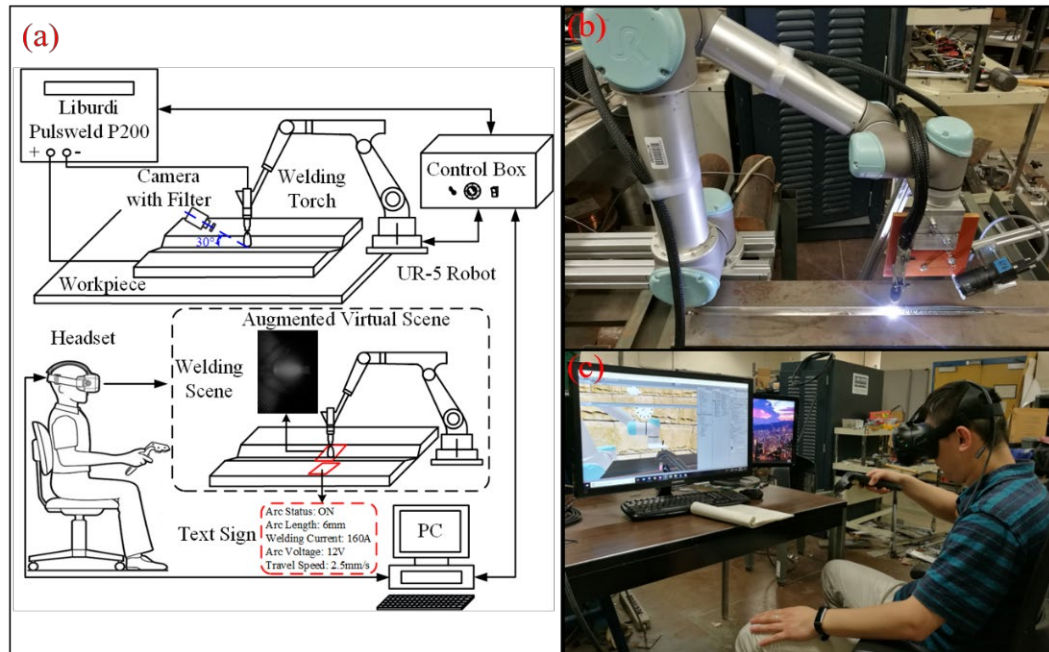 (a)
Liburdi
Pulsweld P200
+ -
Camera
with Filter
30°
Welding
Torch
Control Box
Workpiece
UR-5 Robot
Headset
Augmented Virtual Scene
Welding
Scene
Text Sign
Arc Status: ON
Arc Length: 6mm
Welding Current: 160A
Arc Voltage: 12V
Travel Speed: 2.5mm/s
PC
(b)
(c)